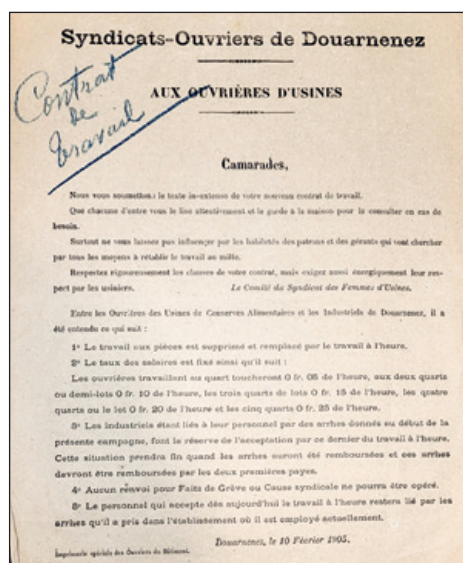 Syndicats-Ouvriers de Douarnenez
Contrat
de
travail
AUX OUVRIÈRES D'USINES
Camarades,
Nous vous soumettons le texte in-extenso de votre nouveau contrat de travail.
Que chacune d'entre vous le lise attentivement et le garde à la maison pour le consulter en cas de
besoin.
Surtout ne vous laissez pas influencer par les habiletés des patrons et des gérants qui vont chercher
par tous les moyens à rétablir le travail au mille.
Respectez rigoureusement les clauses de votre contrat, mais exigez aussi énergiquement leur res-
pect par les usiniers. Le Comité du Syndicat des Femmes d'Usines.
Entre les Ouvrières des Usines de Conserves Alimentaires et les Industriels de Douarnenez, il a
été entendu ce qui suit :
1° Le travail aux pièces est supprimé et remplacé par le travail à l'heure.
2° Le taux des salaires est fixé ainsi qu'il suit :
Les ouvrières travaillant au quart toucheront 0 fr. 05 de l'heure, aux deux quarts
ou demi-lots 0 fr. 10 de l'heure, les trois quarts de lots 0 fr. 15 de l'heure, les quatre
quarts ou le lot 0 fr. 20 de l'heure et les cinq quarts 0 fr. 25 de l'heure.
3° Les industriels étant liés à leur personnel par des arrhes donnés au début de la
présente campagne, font la réserve de l'acceptation par ce dernier du travail à l'heure.
Cette situation prendra fin quand les arrhes auront été remboursées et ces arrhes
devront être remboursées par les deux premières payes.
4° Aucun renvoi pour Faits de Grève ou Cause syndicale ne pourra être opéré.
5° Le personnel qui accepte dès aujourd'hui le travail à l'heure restera lié par les
arrhes qu'il a pris dans l'établissement où il est employé actuellement.
Douarnenez, le 10 Février 1905.
Imprimerie spéciale des Ouvriers du Bâtiment.